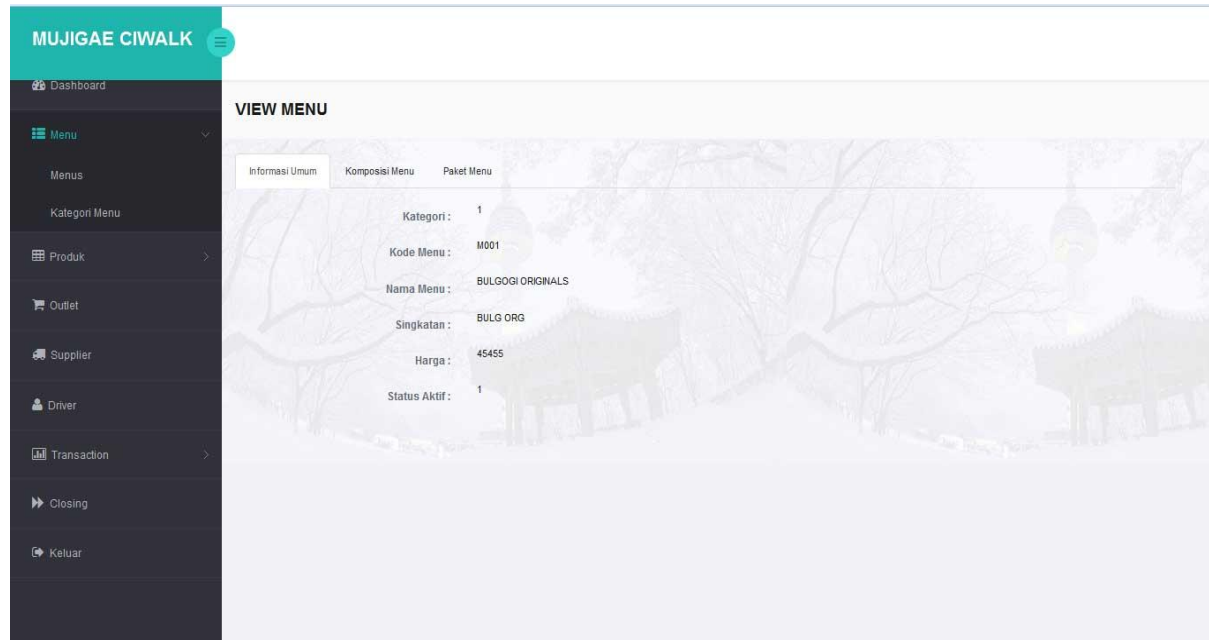 MUJIGAE CIWALK
Dashboard
Menu
Menus
Kategori Menu
Produk
Outlet
Supplier
Driver
Transaction
Closing
Keluar
VIEW MENU
Informasi Umum Komposisi Menu Paket Menu
Kategori : 1
Kode Menu : M001
Nama Menu : BULGOGI ORIGINALS
Singkatan : BULG ORG
Harga : 45455
Status Aktif : 1